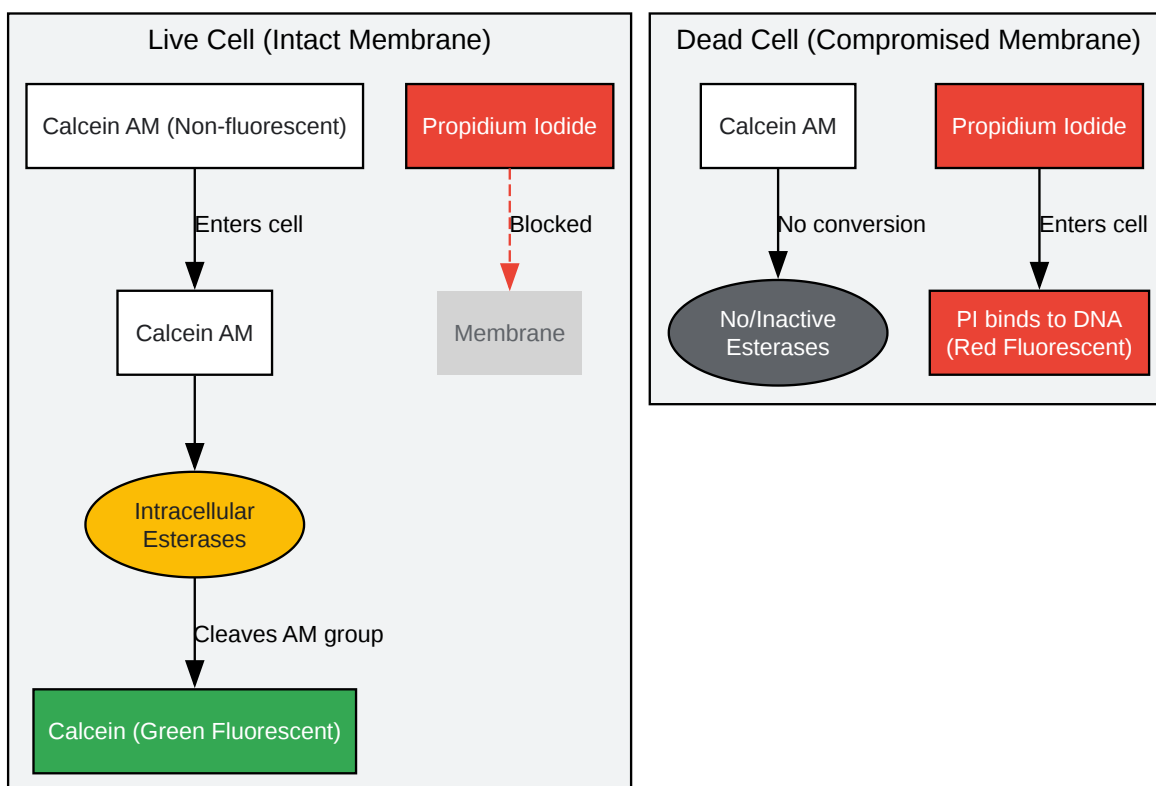 Live Cell (Intact Membrane)
Calcein AM (Non-fluorescent)
Propidium Iodide
Enters cell
Blocked
Calcein AM
Membrane
Intracellular
Esterases
Cleaves AM group
Calcein (Green Fluorescent)
Dead Cell (Compromised Membrane)
Calcein AM
Propidium Iodide
No conversion
Enters cell
No/Inactive
Esterases
PI binds to DNA
(Red Fluorescent)